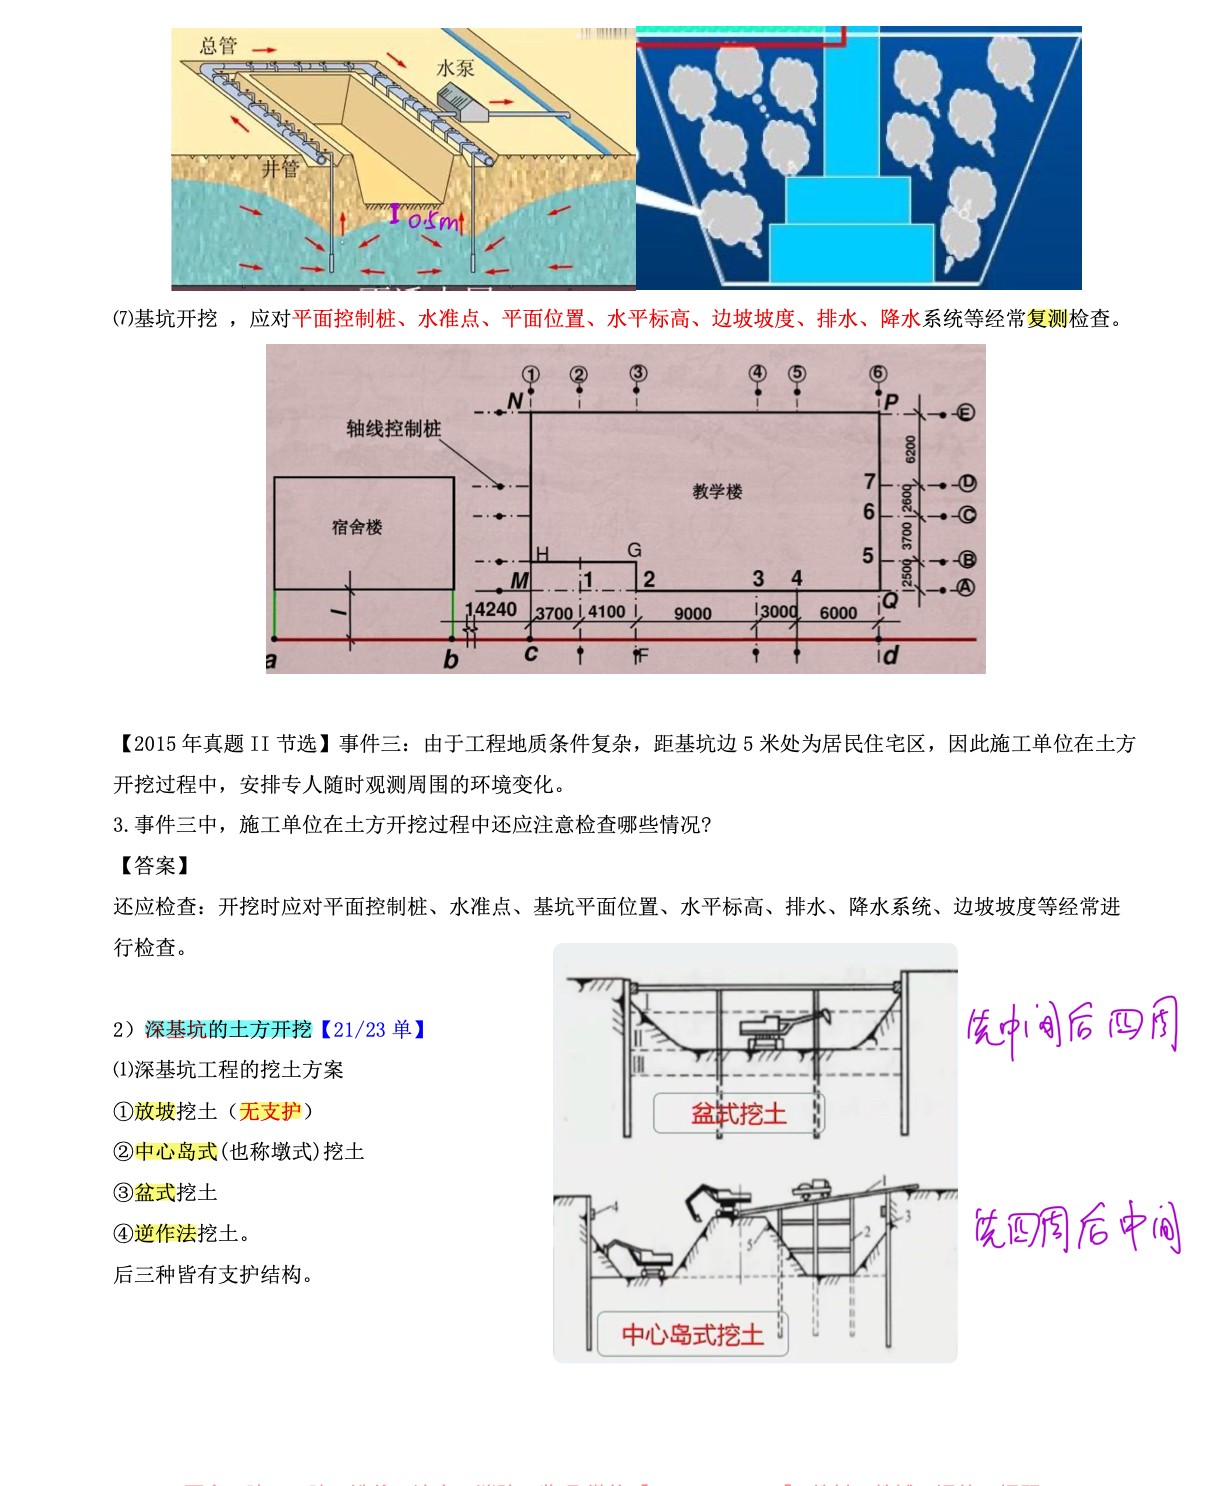 总管
水泵
井管
0.5m
⑺基坑开挖 ，应对平面控制桩、水准点、平面位置、水平标高、边坡坡度、排水、降水系统等经常复测检查。
① ② ③ ④ ⑤ ⑥
N P E
轴线控制桩
6200
7 D
教学楼
2600
宿舍楼
6 C
3700
H G 5 B
2500
M 1 2 3 4 Q A
l
14240 3700 4100 9000 3000 6000
a b c F d
【2015 年真题 II 节选】事件三：由于工程地质条件复杂，距基坑边 5 米处为居民住宅区，因此施工单位在土方
开挖过程中，安排专人随时观测周围的环境变化。
3.事件三中，施工单位在土方开挖过程中还应注意检查哪些情况?
【答案】
还应检查：开挖时应对平面控制桩、水准点、基坑平面位置、水平标高、排水、降水系统、边坡坡度等经常进
行检查。
2）深基坑的土方开挖【21/23 单】
⑴深基坑工程的挖土方案
①放坡挖土（无支护）
②中心岛式(也称墩式)挖土
③盆式挖土
④逆作法挖土。
后三种皆有支护结构。
I
II
III
盆式挖土
先中间后四周
1
4
3
2
5
中心岛式挖土
先四周后中间